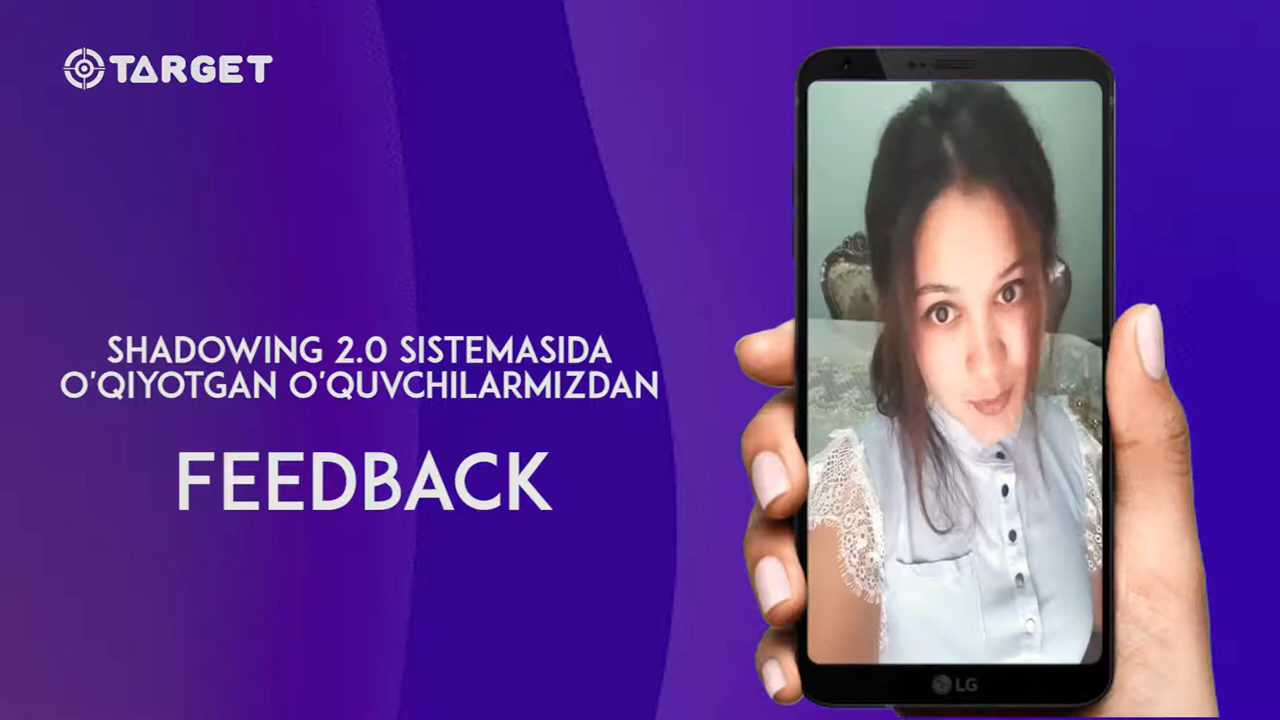 TARGET
SHADOWING 2.0 SISTEMASIDA
O'QIYOTGAN O'QUVCHILARMIZDAN
FEEDBACK
LG